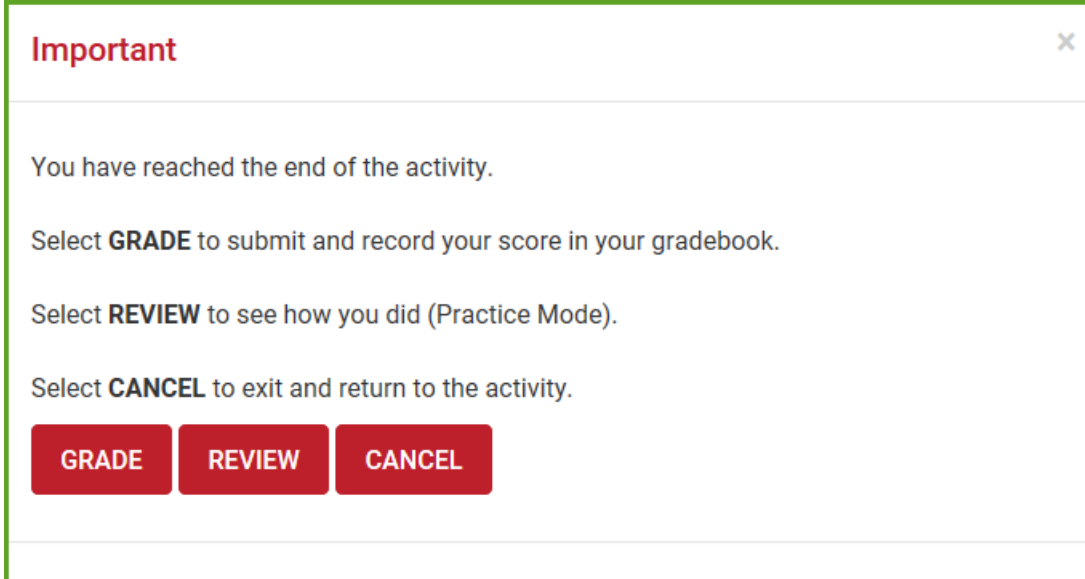 Important
×
You have reached the end of the activity.
Select GRADE to submit and record your score in your gradebook.
Select REVIEW to see how you did (Practice Mode).
Select CANCEL to exit and return to the activity.
GRADE REVIEW CANCEL